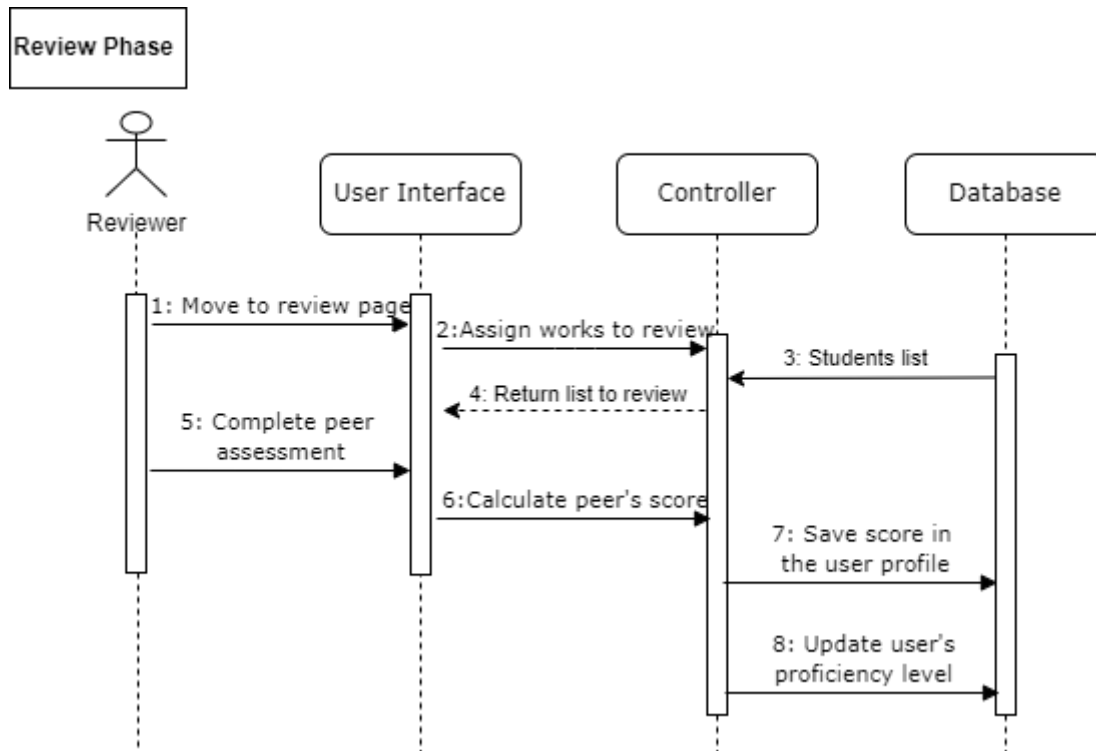 Review Phase
Reviewer
User Interface
Controller
Database
1: Move to review page
2:Assign works to review
3: Students list
4: Return list to review
5: Complete peer
assessment
6:Calculate peer's score
7: Save score in
the user profile
8: Update user's
proficiency level